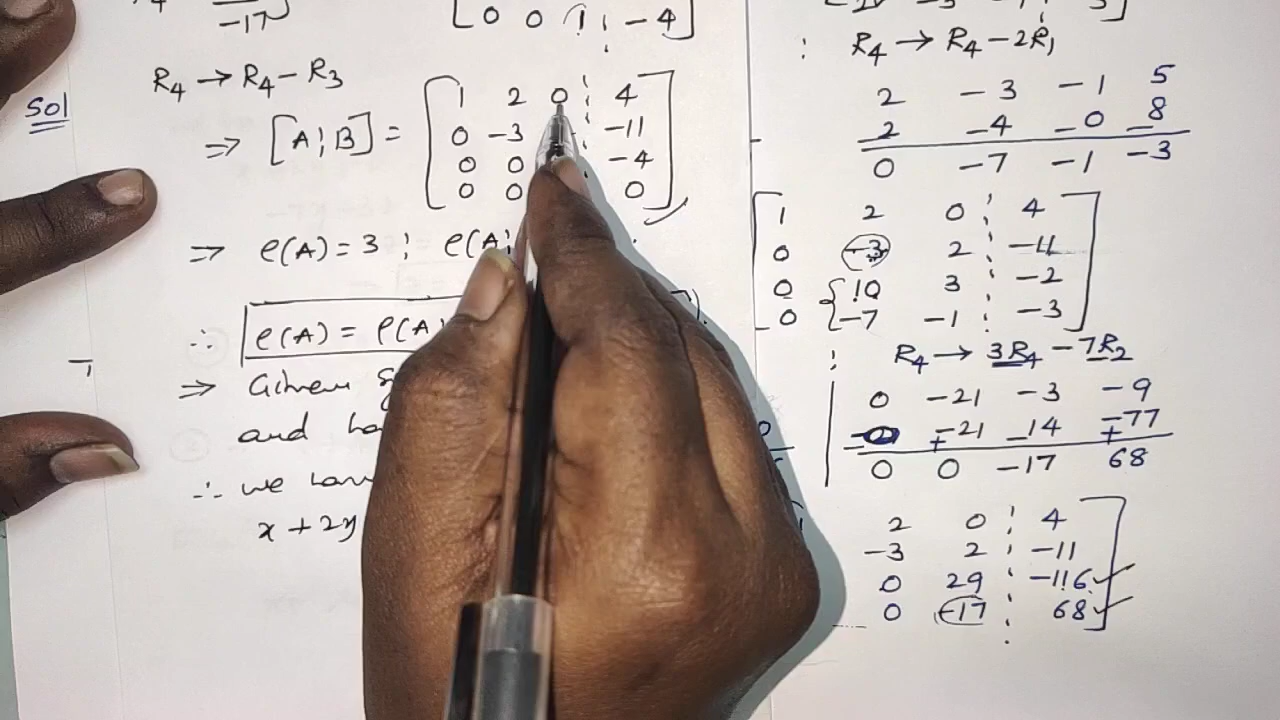 -17
[0 0 1 ¦ -4]
R₄ → R₄ - R₃
Sol
⇒ [A¦B] = [1 2 0 ¦ 4
0 -3 ¦ -11
0 0 ¦ -4
0 0 0]
⇒ ρ(A) = 3 ; ρ(A¦
∴ ρ(A) = ρ(A
⇒ Given
and
∴ we
x + 2y
: R₄ → R₄ - 2R₁
2 -3 -1 5
2 -4 -0 -8
0 -7 -1 -3
[1 2 0 ¦ 4
0 -3 2 ¦ -11
0 10 3 ¦ -2
0 -7 -1 ¦ -3]
: R₄ → 3R₄ - 7R₂
0 -21 -3 -9
-21 -14 -77
+ +
0 0 -17 68
2 0 ¦ 4
-3 2 ¦ -11
0 29 ¦ -116 ✓
0 -17 ¦ 68 ✓]